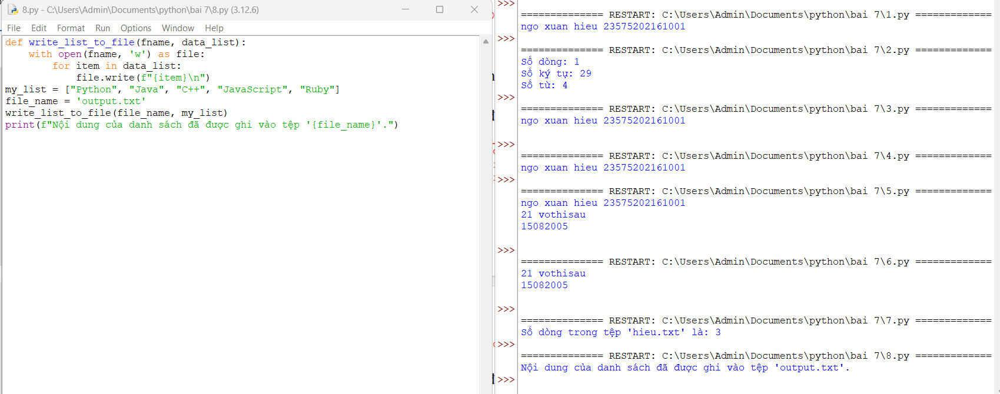 8.py - C:\Users\Admin\Documents\python\bai 7\8.py (3.12.6)
File Edit Format Run Options Window Help
def write_list_to_file(fname, data_list):
    with open(fname, 'w') as file:
        for item in data_list:
            file.write(f"{item}\n")
my_list = ["Python", "Java", "C++", "JavaScript", "Ruby"]
file_name = 'output.txt'
write_list_to_file(file_name, my_list)
print(f"Nội dung của danh sách đã được ghi vào tệp '{file_name}'.")
>>>
============== RESTART: C:\Users\Admin\Documents\python\bai 7\1.py =============
ngo xuan hieu 23575202161001
>>>
============== RESTART: C:\Users\Admin\Documents\python\bai 7\2.py =============
Số dòng: 1
Số ký tự: 29
Số từ: 4
>>>
============== RESTART: C:\Users\Admin\Documents\python\bai 7\3.py =============
ngo xuan hieu 23575202161001
>>>
============== RESTART: C:\Users\Admin\Documents\python\bai 7\4.py =============
ngo xuan hieu 23575202161001
>>>
============== RESTART: C:\Users\Admin\Documents\python\bai 7\5.py =============
ngo xuan hieu 23575202161001
21 vothisau
15082005
>>>
============== RESTART: C:\Users\Admin\Documents\python\bai 7\6.py =============
21 vothisau
15082005
>>>
============== RESTART: C:\Users\Admin\Documents\python\bai 7\7.py =============
Số dòng trong tệp 'hieu.txt' là: 3
>>>
============== RESTART: C:\Users\Admin\Documents\python\bai 7\8.py =============
Nội dung của danh sách đã được ghi vào tệp 'output.txt'.
>>>